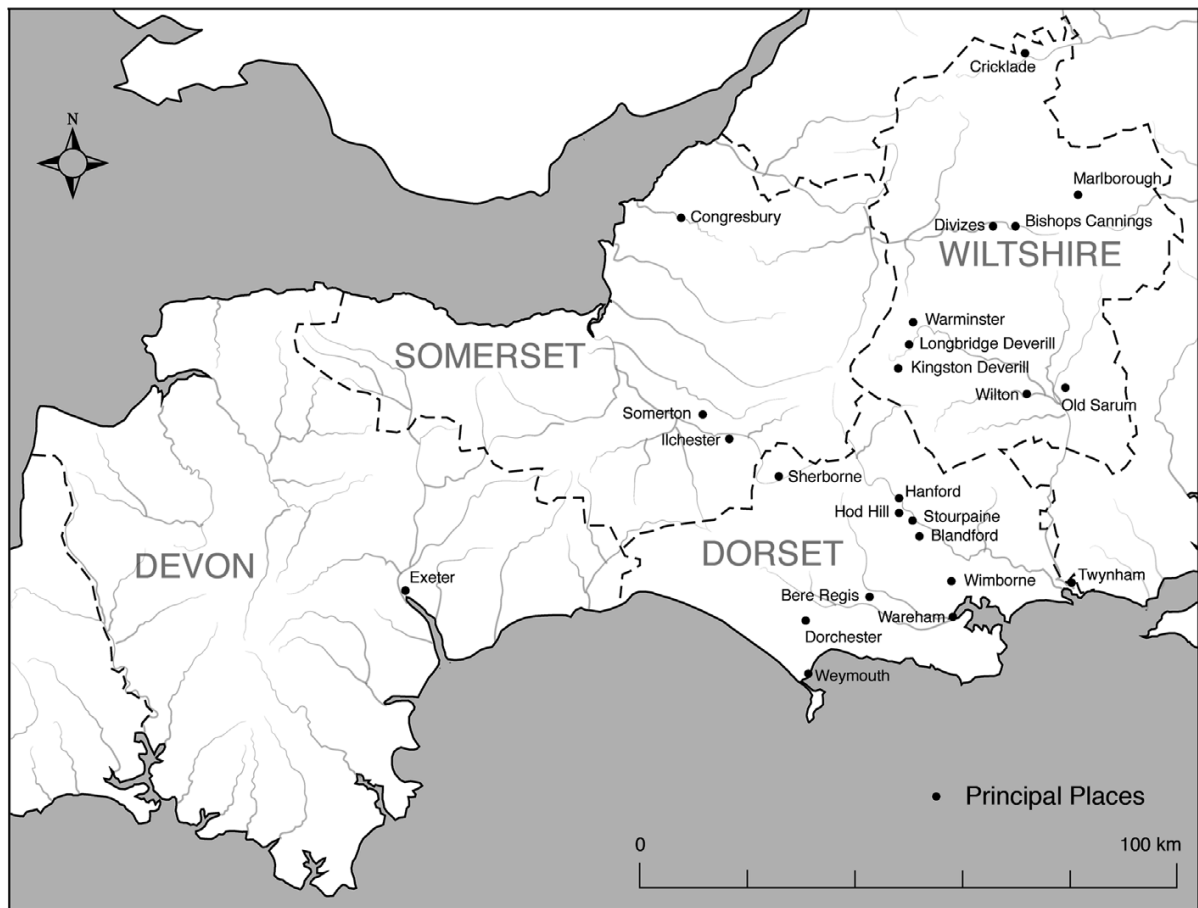 Cricklade
N
Marlborough
Congresbury
Divizes
Bishops Cannings
WILTSHIRE
Warminster
SOMERSET
Longbridge Deverill
Kingston Deverill
Wilton
Old Sarum
Somerton
Ilchester
Sherborne
Hanford
Hod Hill
Stourpaine
Blandford
DORSET
DEVON
Exeter
Twynham
Wimborne
Bere Regis
Wareham
Dorchester
Weymouth
Principal Places
0
100 km